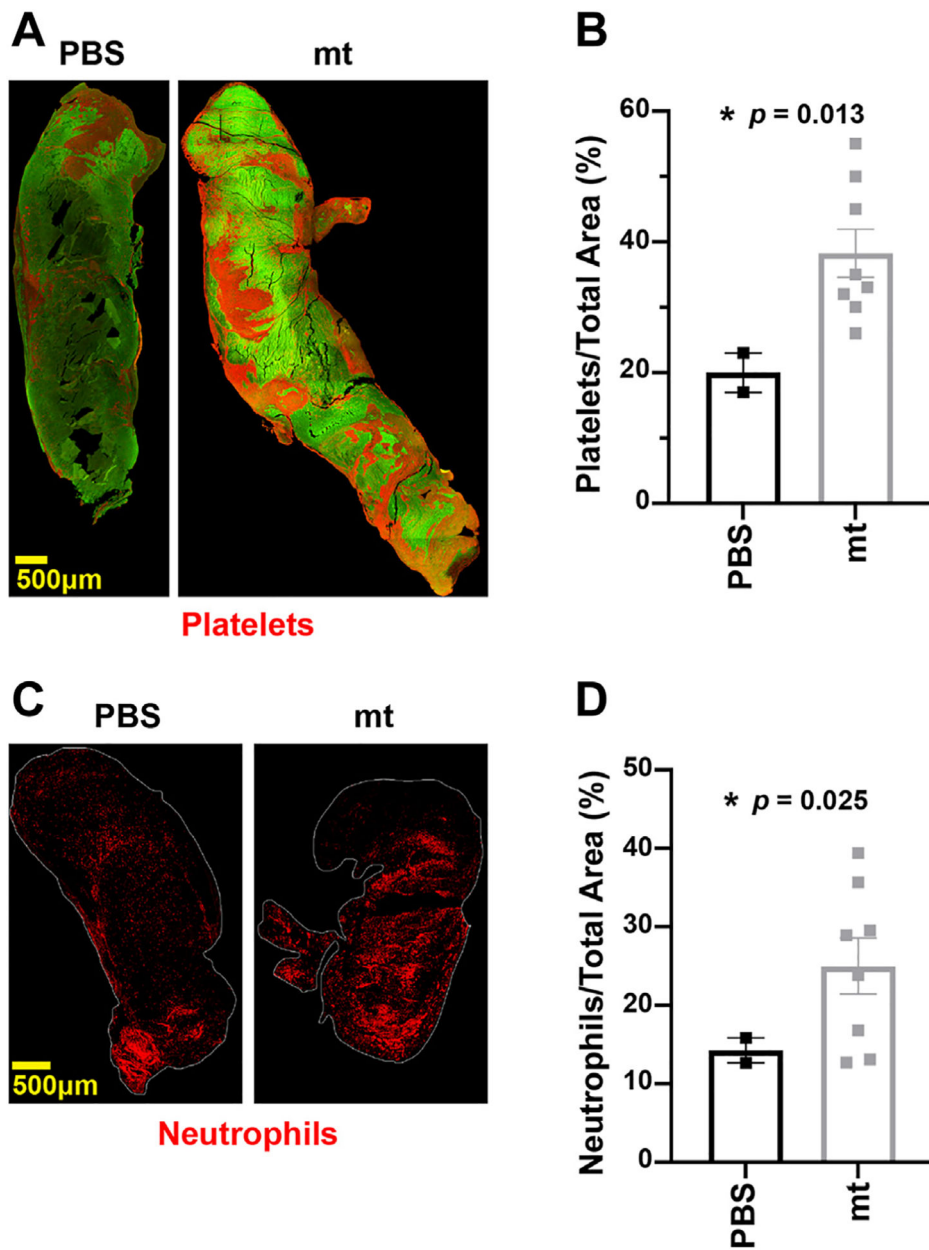 A
PBS
mt
500µm
Platelets
B
Platelets/Total Area (%)
60
40
20
0
* p = 0.013
PBS
mt
C
PBS
mt
500µm
Neutrophils
D
Neutrophils/Total Area (%)
50
40
30
20
10
0
* p = 0.025
PBS
mt